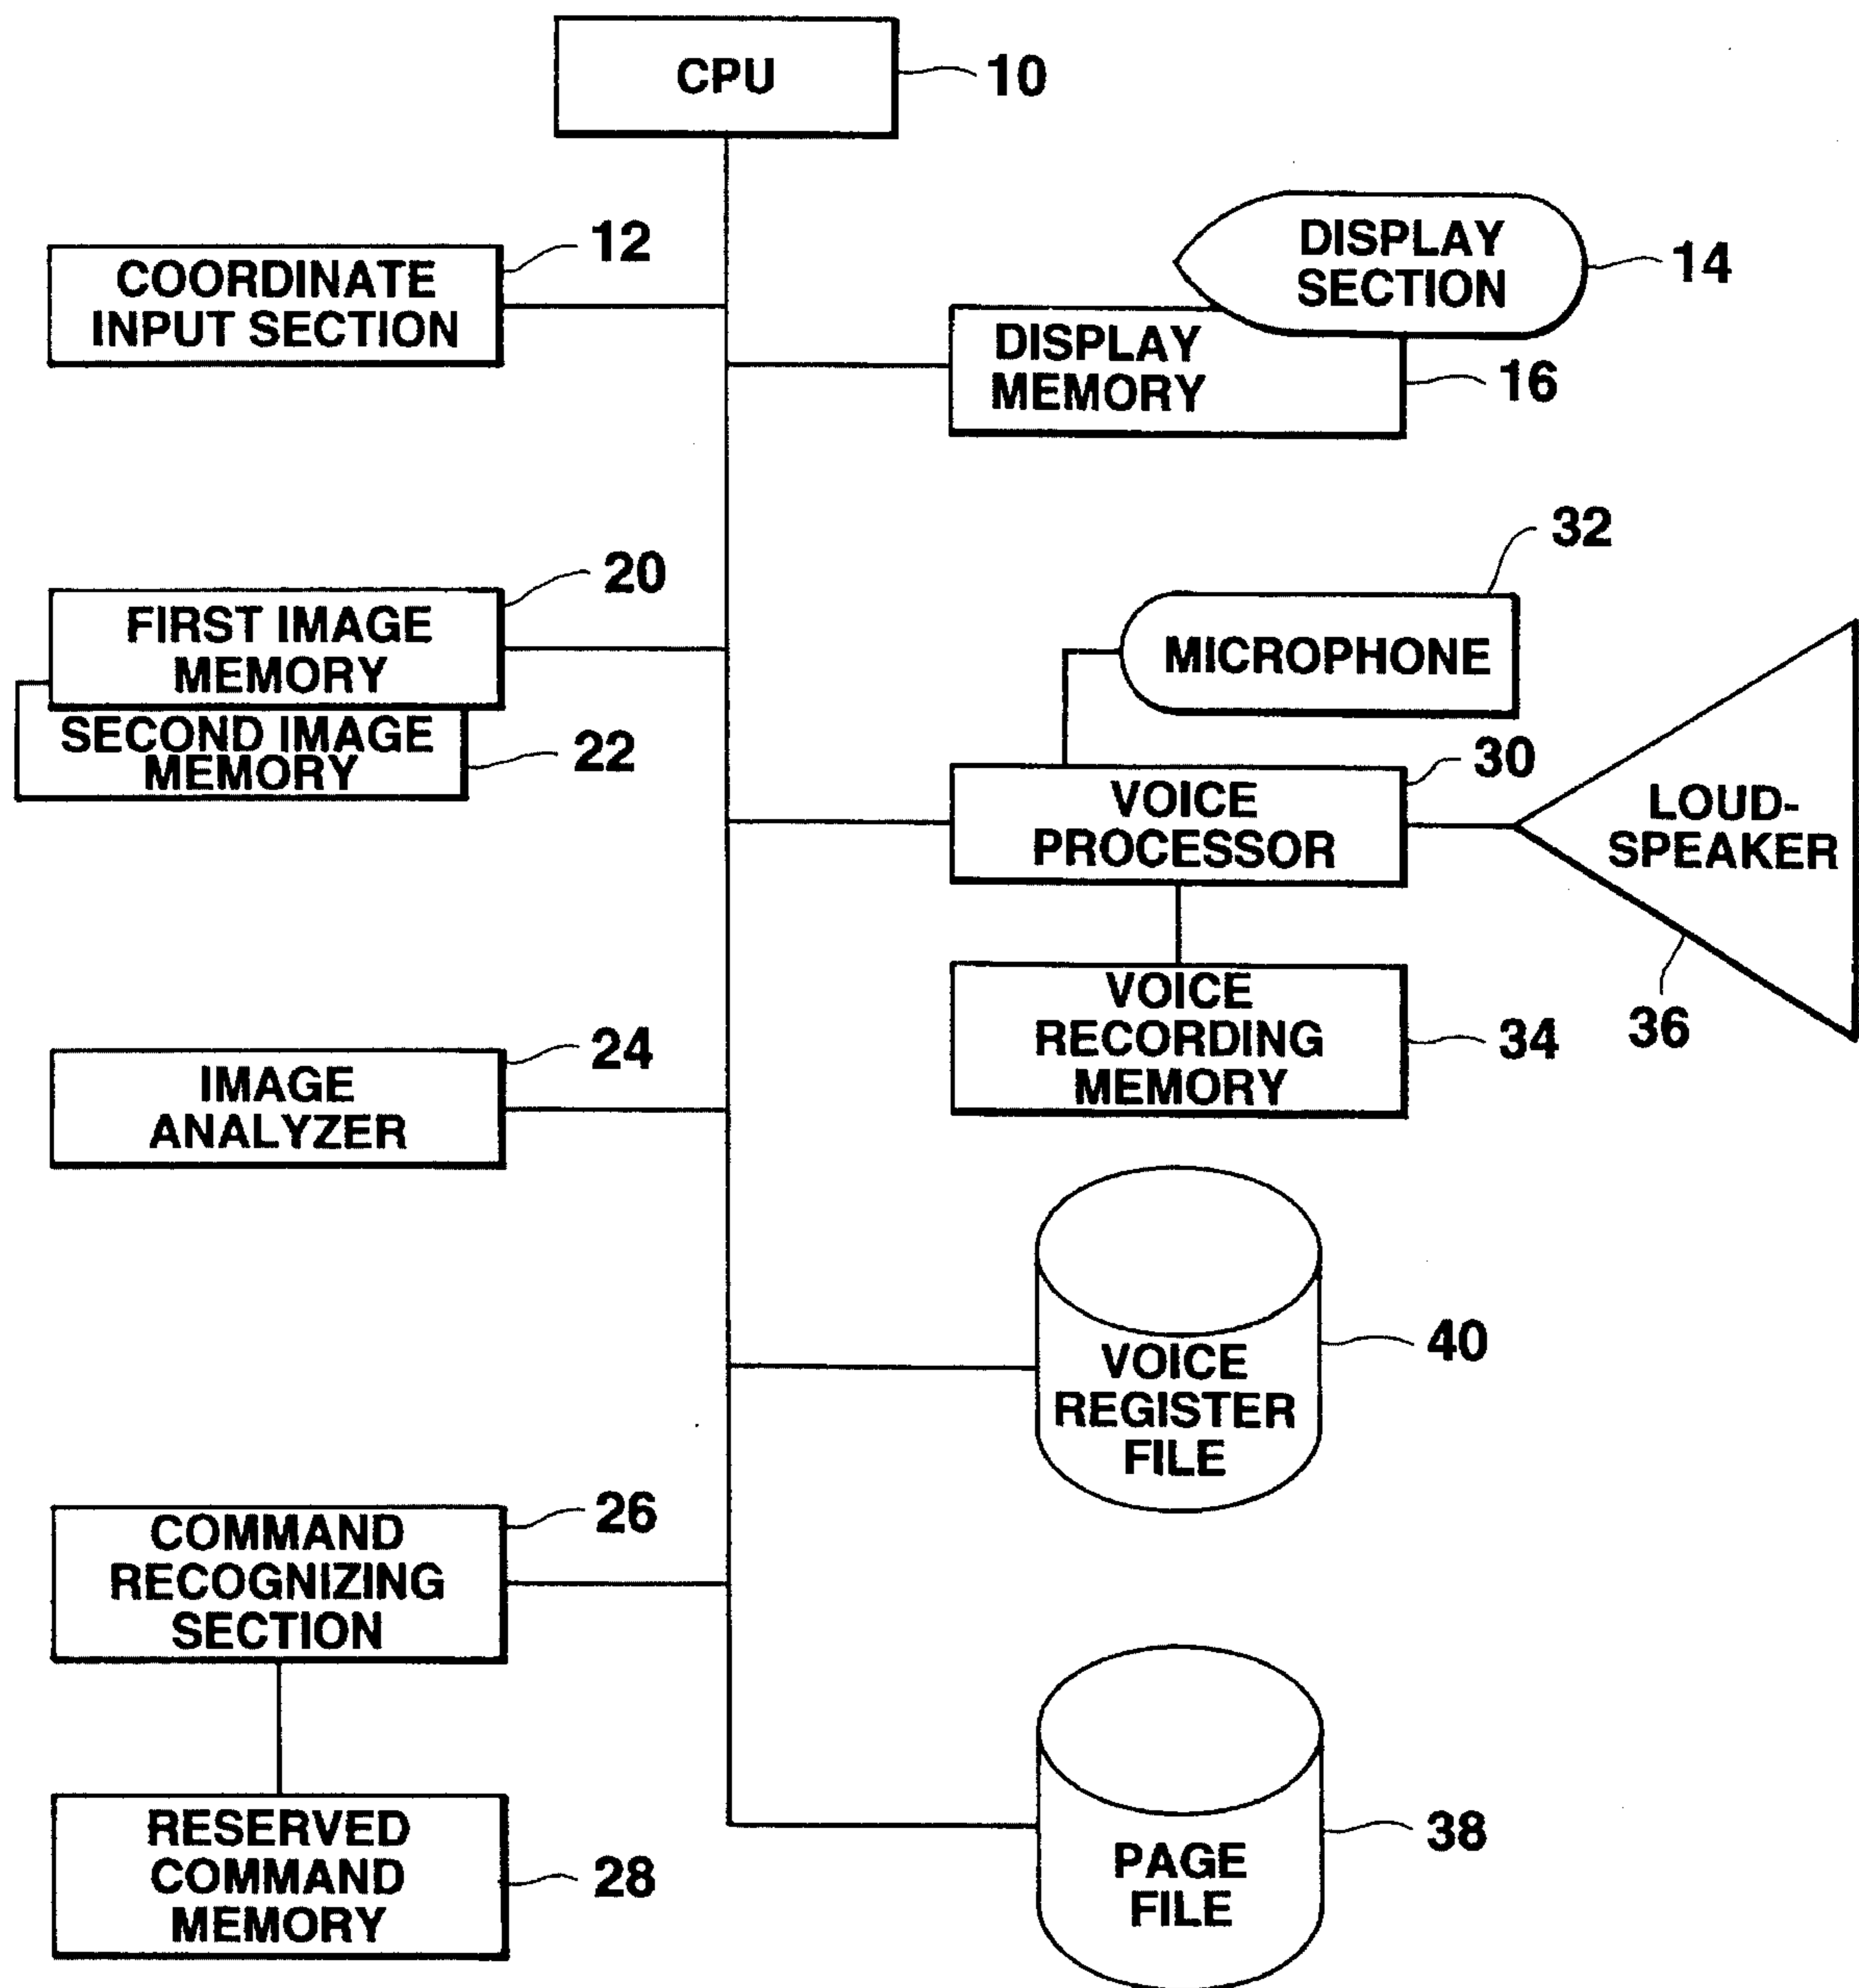 CPU
10
12
COORDINATE
INPUT SECTION
DISPLAY
SECTION
14
DISPLAY
MEMORY
16
20
FIRST IMAGE
MEMORY
SECOND IMAGE
MEMORY
22
32
MICROPHONE
30
VOICE
PROCESSOR
LOUD-
SPEAKER
36
VOICE
RECORDING
MEMORY
34
24
IMAGE
ANALYZER
VOICE
REGISTER
FILE
40
26
COMMAND
RECOGNIZING
SECTION
RESERVED
COMMAND
MEMORY
28
PAGE
FILE
38